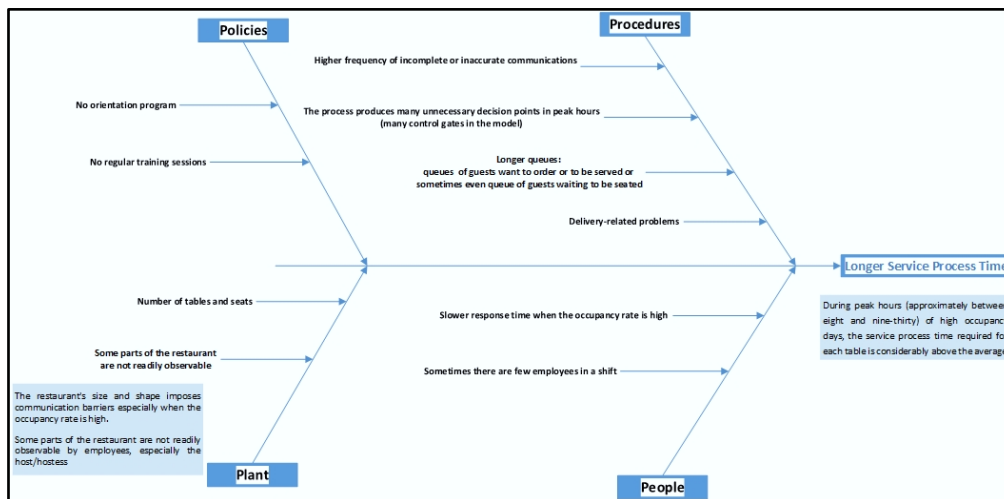 Policies
Procedures
Higher frequency of incomplete or inaccurate communications
No orientation program
The process produces many unnecessary decision points in peak hours
(many control gates in the model)
No regular training sessions
Longer queues:
queues of guests want to order or to be served or
sometimes even queue of guests waiting to be seated
Delivery-related problems
Longer Service Process Time
Number of tables and seats
Slower response time when the occupancy rate is high
During peak hours (approximately between
eight and nine-thirty) of high occupancy
days, the service process time required for
each table is considerably above the average
Some parts of the restaurant
are not readily observable
Sometimes there are few employees in a shift
The restaurant's size and shape imposes
communication barriers especially when the
occupancy rate is high.
Some parts of the restaurant are not readily
observable by employees, especially the
host/hostess
Plant
People